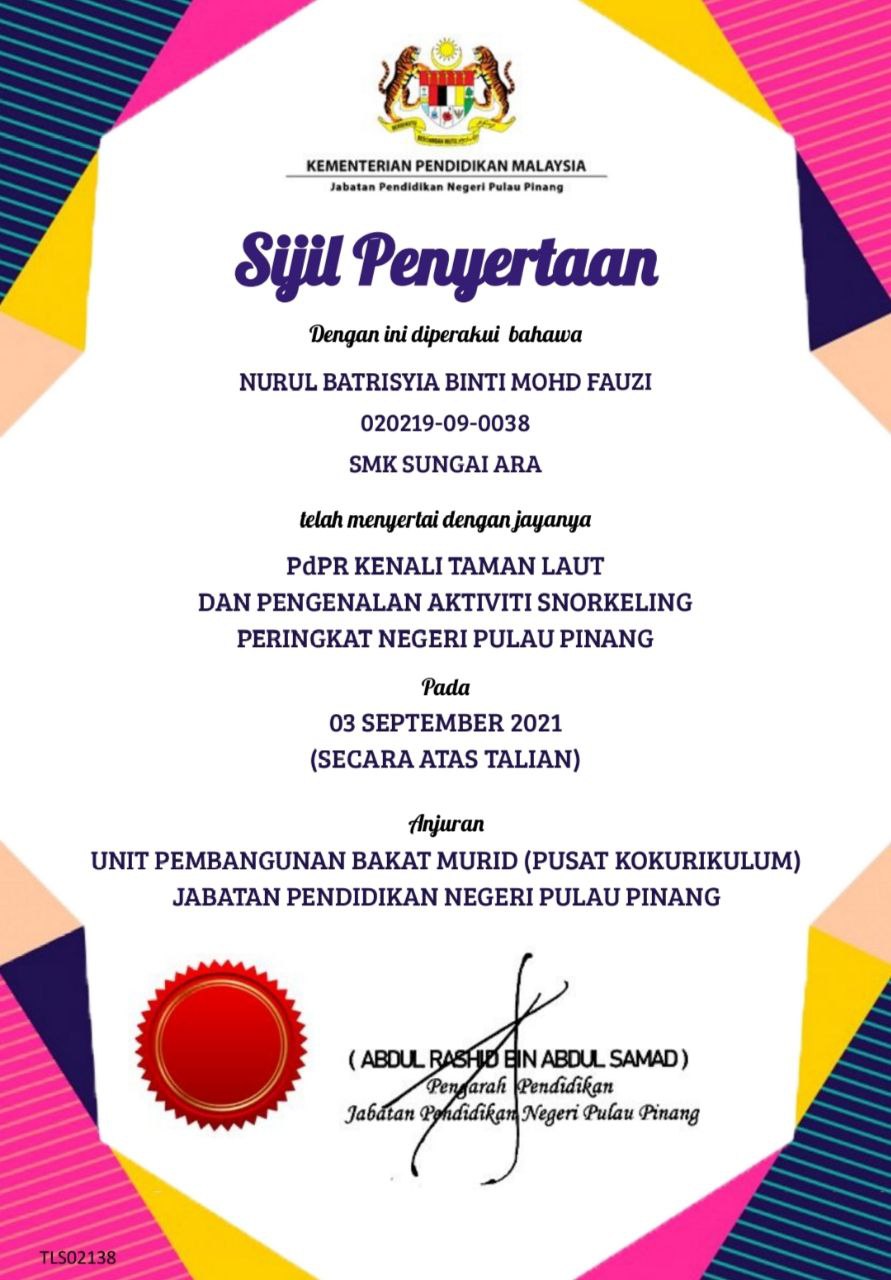 KEMENTERIAN PENDIDIKAN MALAYSIA
Jabatan Pendidikan Negeri Pulau Pinang
Sijil Penyertaan
Dengan ini diperakui bahawa
NURUL BATRISYIA BINTI MOHD FAUZI
020219-09-0038
SMK SUNGAI ARA
telah menyertai dengan jayanya
PdPR KENALI TAMAN LAUT
DAN PENGENALAN AKTIVITI SNORKELING
PERINGKAT NEGERI PULAU PINANG
Pada
03 SEPTEMBER 2021
(SECARA ATAS TALIAN)
Anjuran
UNIT PEMBANGUNAN BAKAT MURID (PUSAT KOKURIKULUM)
JABATAN PENDIDIKAN NEGERI PULAU PINANG
( ABDUL RASHID BIN ABDUL SAMAD )
Pengarah Pendidikan
Jabatan Pendidikan Negeri Pulau Pinang
TLS02138